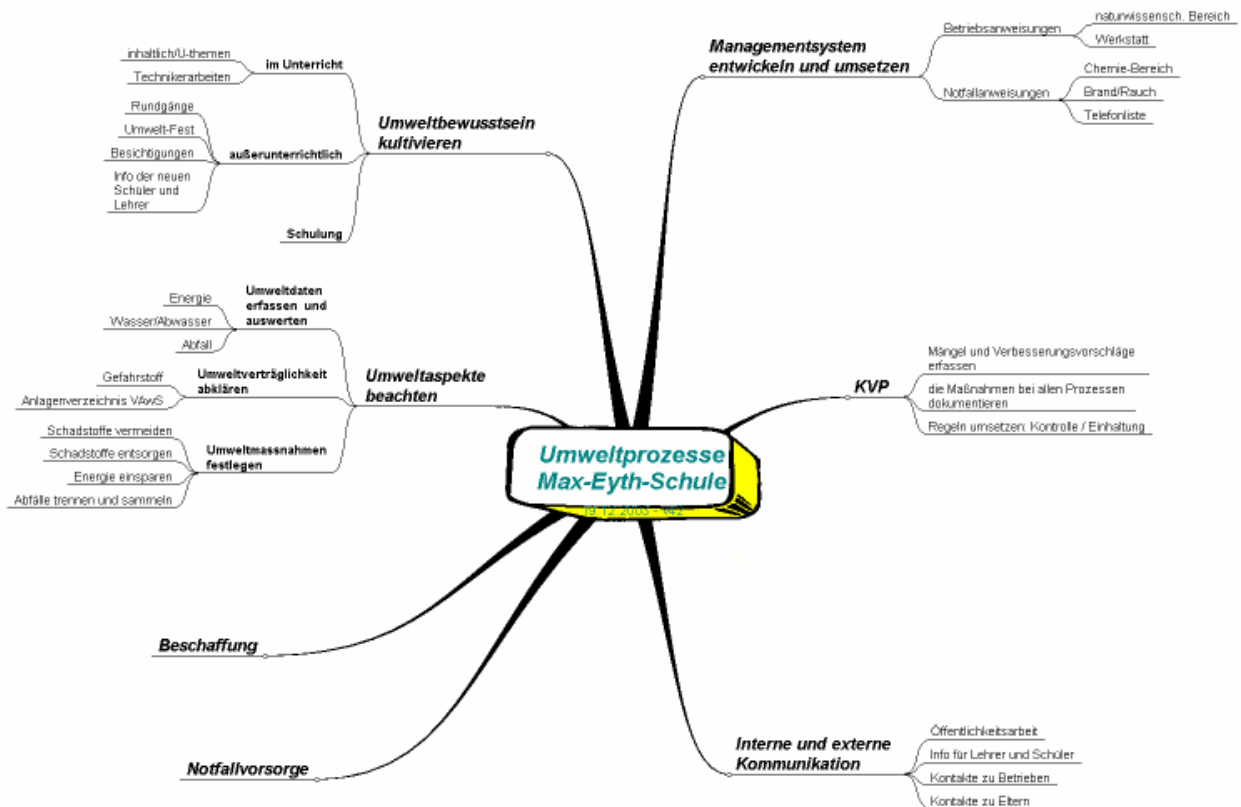 Umweltprozesse
Max-Eyth-Schule
Managementsystem
entwickeln und umsetzen
Betriebsanweisungen
naturwissensch. Bereich
Werkstatt
Notfallanweisungen
Chemie-Bereich
Brand/Rauch
Telefonliste
KVP
Mängel und Verbesserungsvorschläge
erfassen
die Maßnahmen bei allen Prozessen
dokumentieren
Regeln umsetzen: Kontrolle / Einhaltung
Interne und externe
Kommunikation
Öffentlichkeitsarbeit
Info für Lehrer und Schüler
Kontakte zu Betrieben
Kontakte zu Eltern
Umweltbewusstsein
kultivieren
im Unterricht
inhaltlich/U-themen
Technikerarbeiten
außerunterrichtlich
Rundgänge
Umwelt-Fest
Besichtigungen
Info der neuen
Schüler und
Lehrer
Schulung
Umweltaspekte
beachten
Umweltdaten
erfassen und
auswerten
Energie
Wasser/Abwasser
Abfall
Umweltverträglichkeit
abklären
Gefahrstoff
Anlagenverzeichnis VAwS
Umweltmassnahmen
festlegen
Schadstoffe vermeiden
Schadstoffe entsorgen
Energie einsparen
Abfälle trennen und sammeln
Beschaffung
Notfallvorsorge